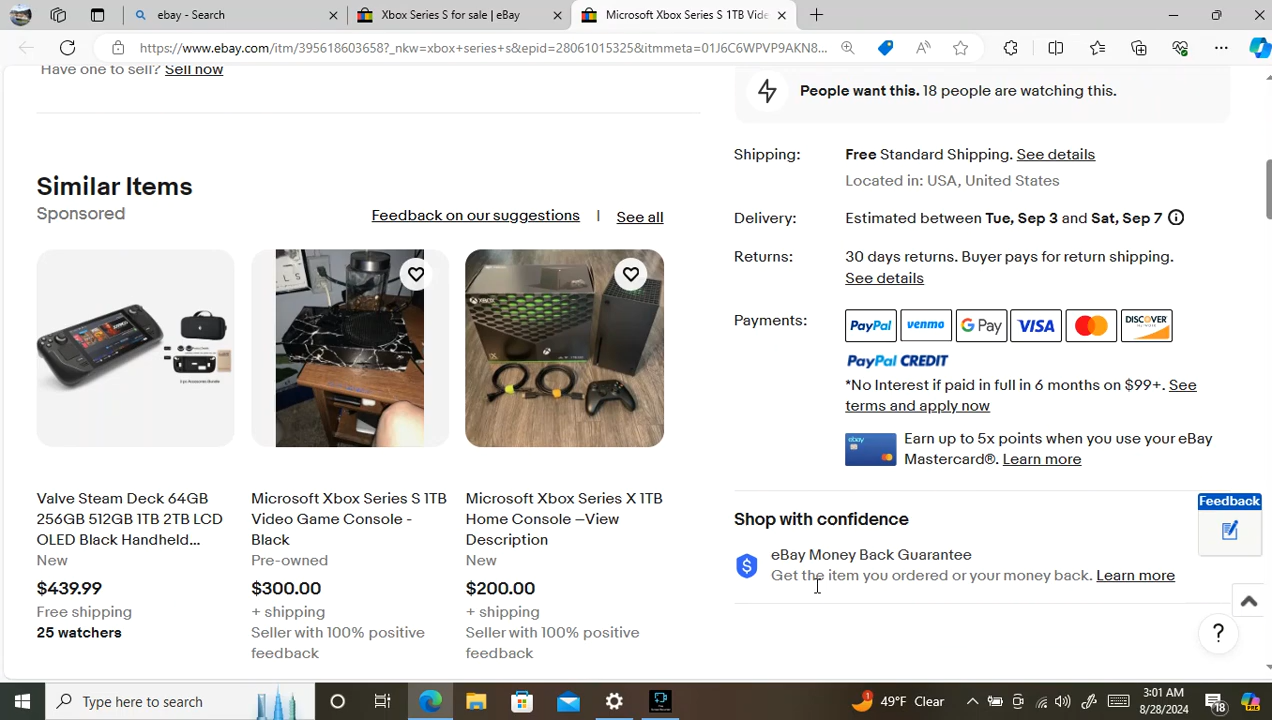 ebay - Search
Xbox Series S for sale | eBay
Microsoft Xbox Series S 1TB Vide
https://www.ebay.com/itm/395618603658?_nkw=xbox+series+s&epid=28061015325&itmmeta=01J6C6WPVP9AKN8...
Have one to sell? Sell now
People want this. 18 people are watching this.
Shipping: Free Standard Shipping. See details
Located in: USA, United States
Delivery: Estimated between Tue, Sep 3 and Sat, Sep 7
Returns: 30 days returns. Buyer pays for return shipping.
See details
Payments: PayPal venmo G Pay VISA MasterCard DISCOVER
PayPal CREDIT
*No Interest if paid in full in 6 months on $99+. See
terms and apply now
Earn up to 5x points when you use your eBay
Mastercard®. Learn more
Similar Items
Sponsored
Feedback on our suggestions | See all
Valve Steam Deck 64GB
256GB 512GB 1TB 2TB LCD
OLED Black Handheld...
New
$439.99
Free shipping
25 watchers
Microsoft Xbox Series S 1TB
Video Game Console -
Black
Pre-owned
$300.00
+ shipping
Seller with 100% positive
feedback
Microsoft Xbox Series X 1TB
Home Console —View
Description
New
$200.00
+ shipping
Seller with 100% positive
feedback
Shop with confidence
eBay Money Back Guarantee
Get the item you ordered or your money back. Learn more
Feedback
?
Type here to search
49°F Clear
3:01 AM
8/28/2024
18